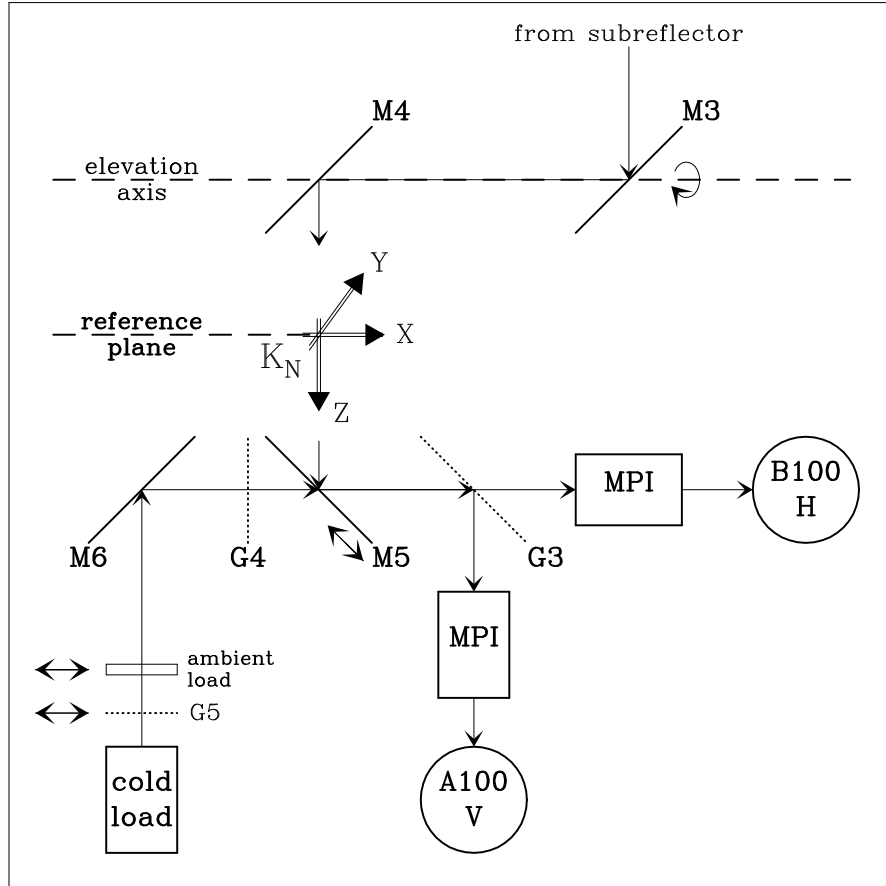 from subreflector
M4
M3
elevation
axis
Y
reference
plane
X
K_N
Z
MPI
B100
H
M6
G4
M5
G3
MPI
ambient
load
G5
cold
load
A100
V